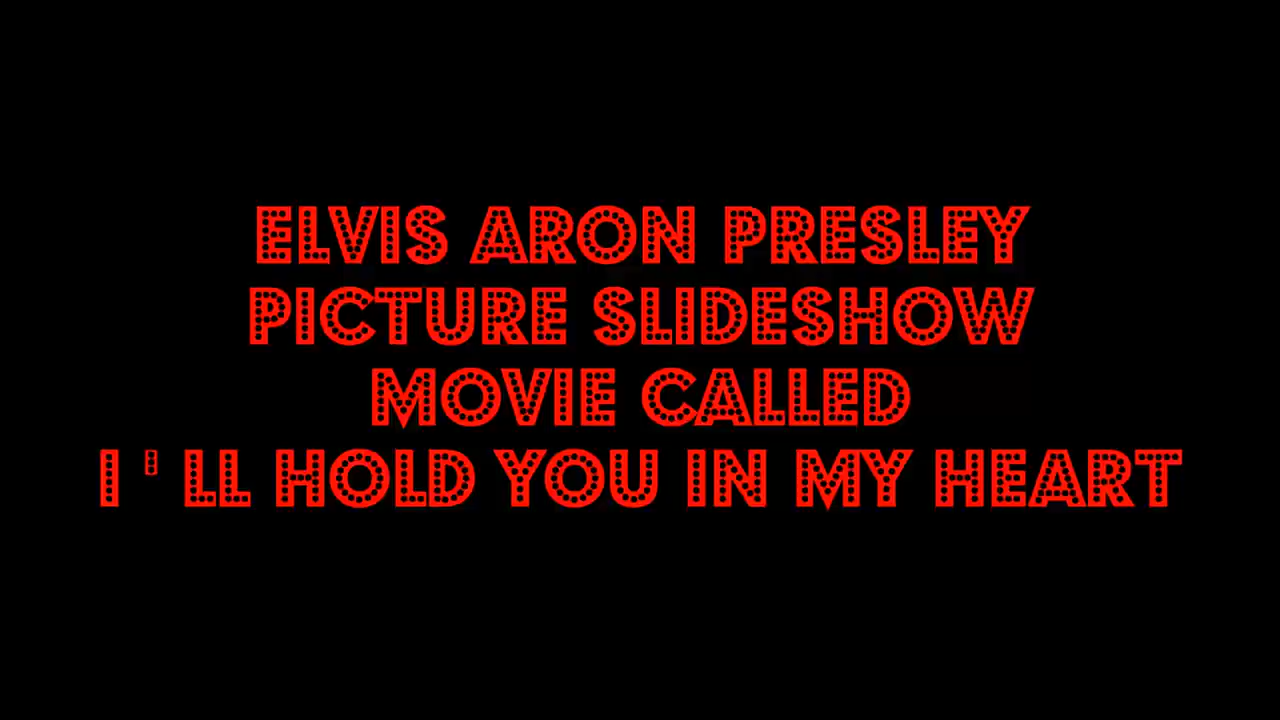 ELVIS ARON PRESLEY
PICTURE SLIDESHOW
MOVIE CALLED
I ' LL HOLD YOU IN MY HEART